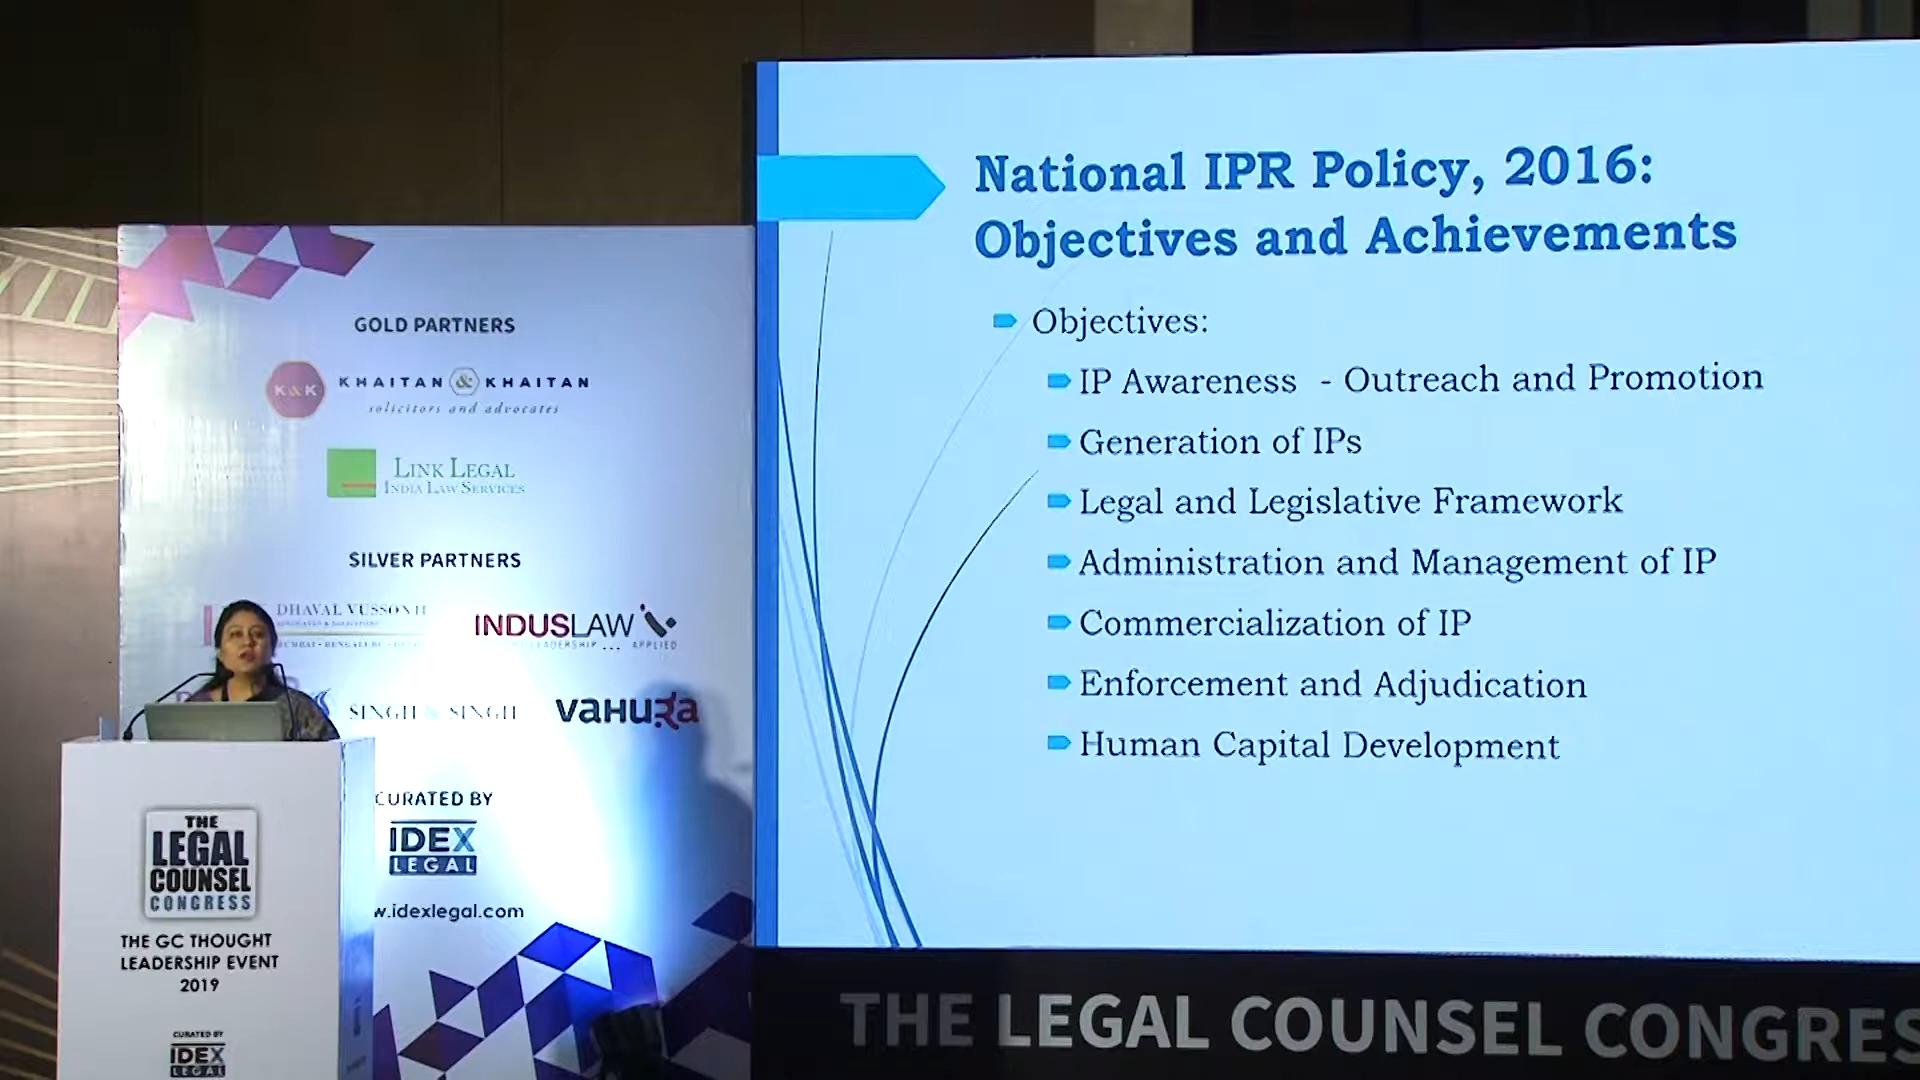 GOLD PARTNERS
K&K
KHAITAN & KHAITAN
solicitors and advocates
LINK LEGAL
INDIA LAW SERVICES
SILVER PARTNERS
DHAVAL VUSSONJI
INDUSLAW
LEADERSHIP ... APPLIED
SINGH & SINGH
vaHura
CURATED BY
IDEX
LEGAL
w.idexlegal.com
THE
LEGAL
COUNSEL
CONGRESS
THE GC THOUGHT
LEADERSHIP EVENT
2019
CURATED BY
IDEX
LEGAL
National IPR Policy, 2016:
Objectives and Achievements
Objectives:
IP Awareness - Outreach and Promotion
Generation of IPs
Legal and Legislative Framework
Administration and Management of IP
Commercialization of IP
Enforcement and Adjudication
Human Capital Development
THE LEGAL COUNSEL CONGRES